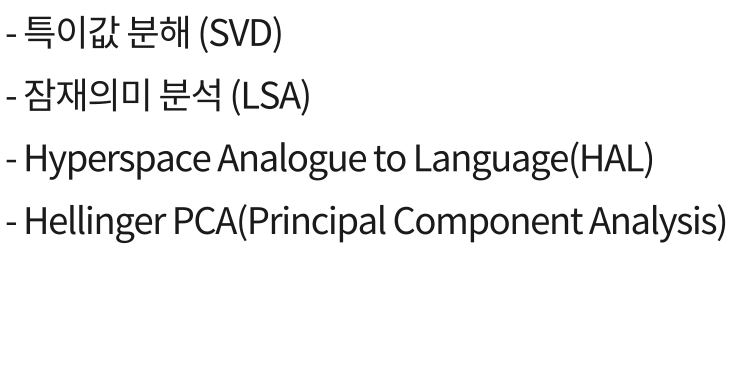 - 특이값 분해 (SVD)
- 잠재의미 분석 (LSA)
- Hyperspace Analogue to Language(HAL)
- Hellinger PCA(Principal Component Analysis)